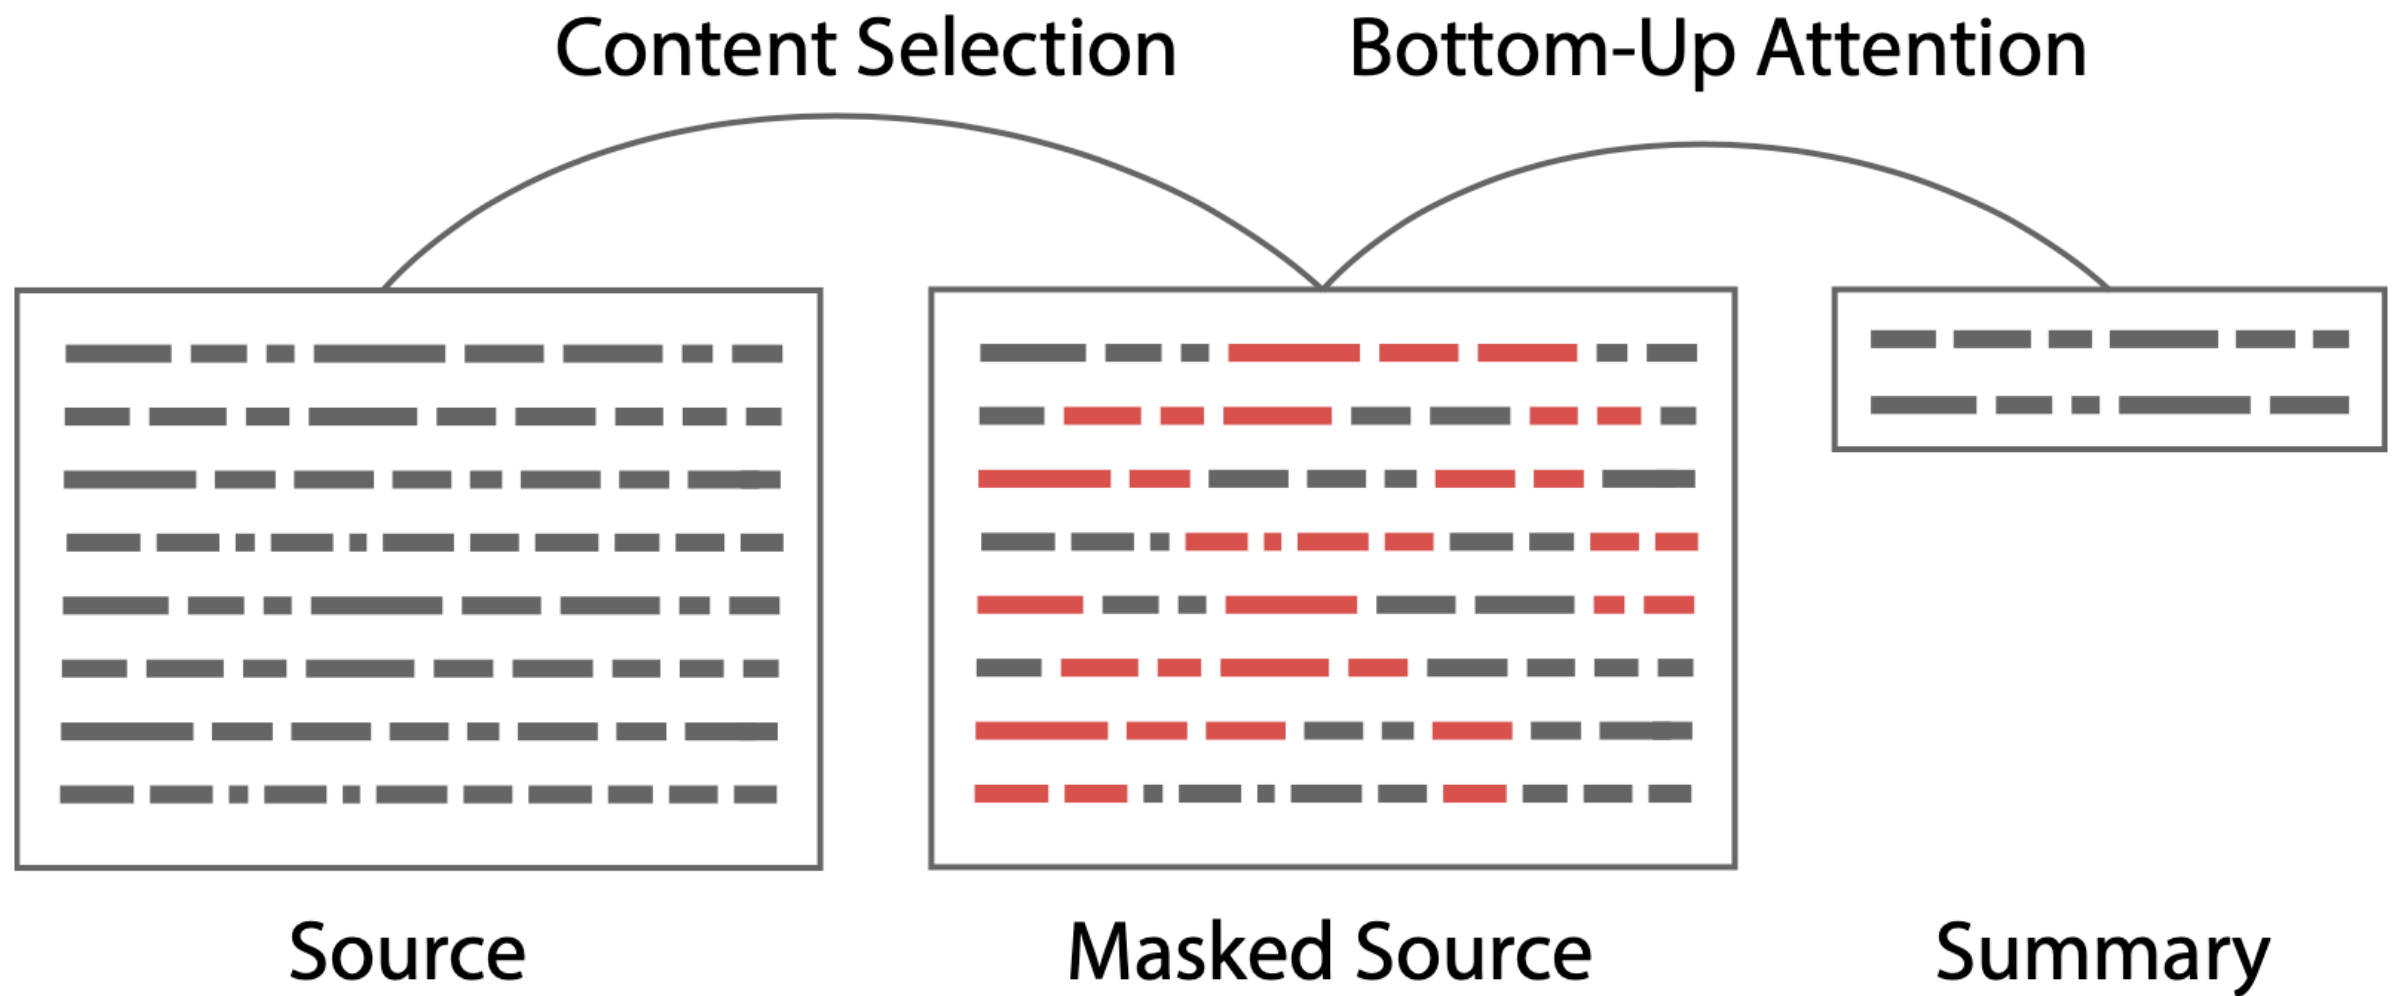 Content Selection
Bottom-Up Attention
Source
Masked Source
Summary